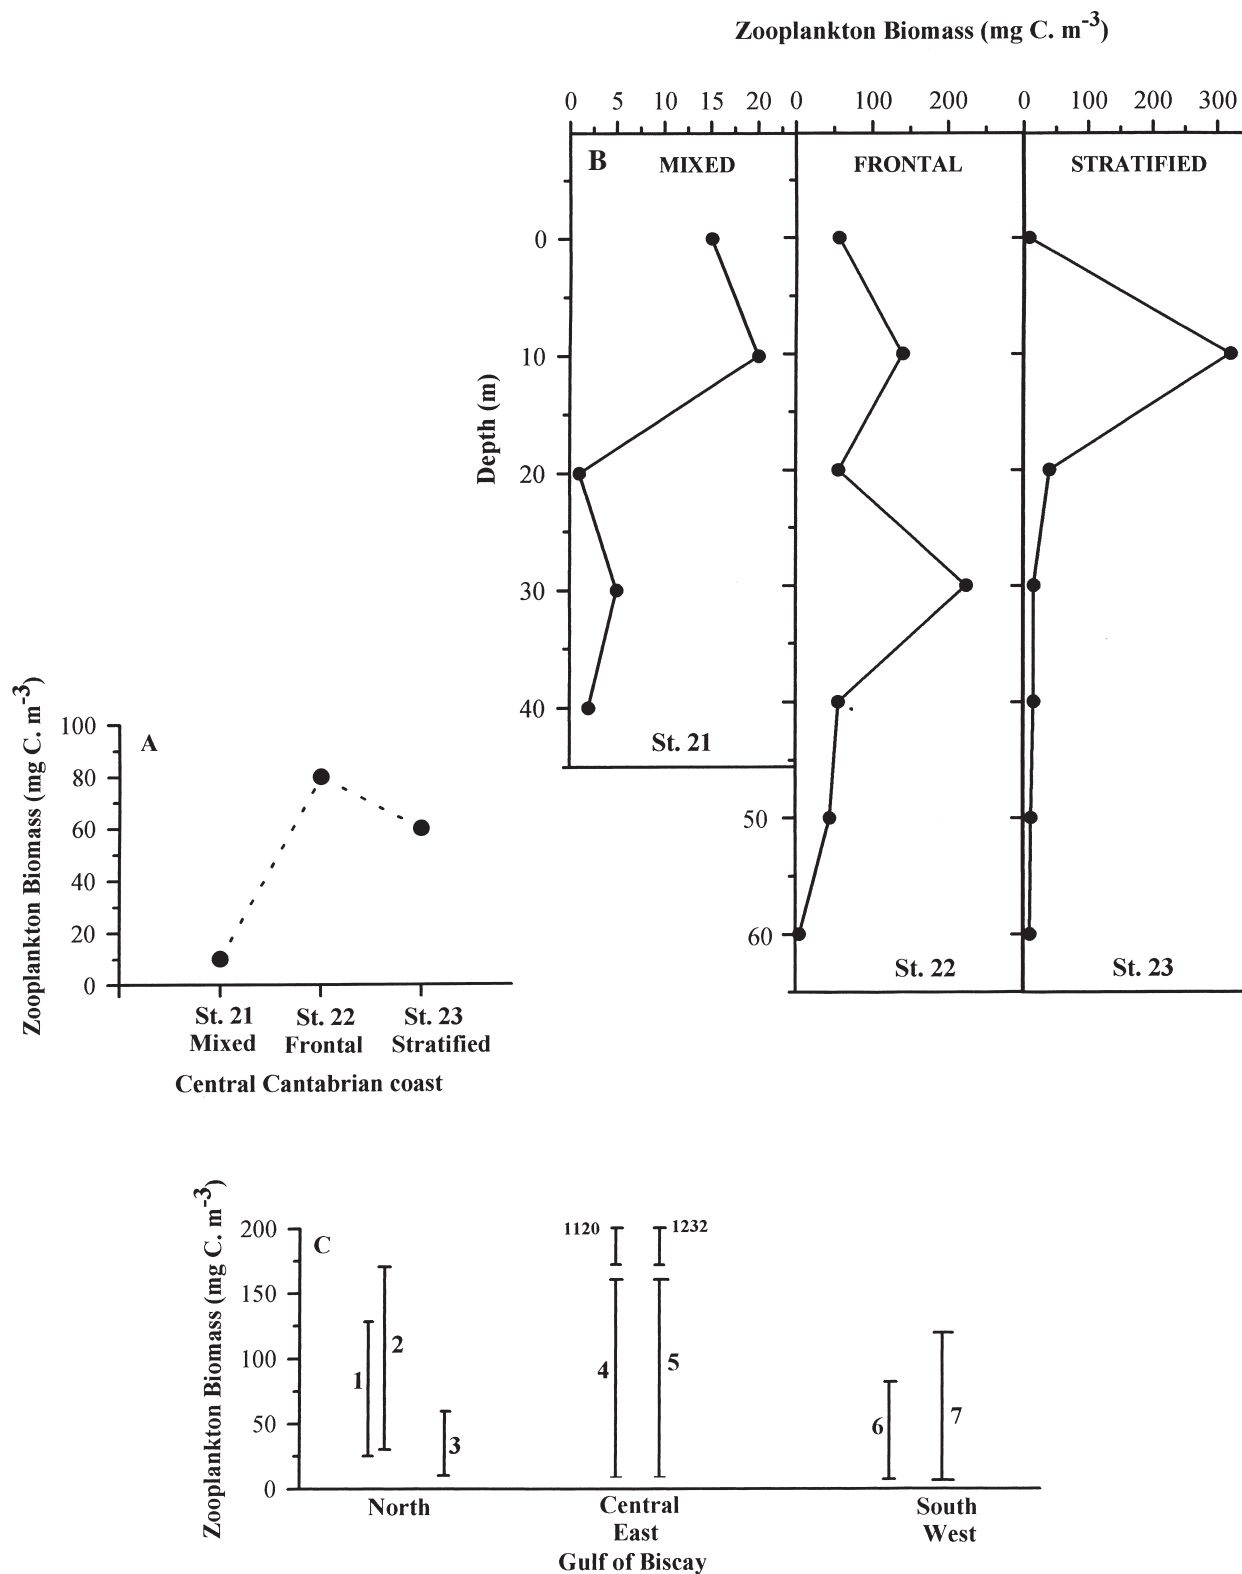 Zooplankton Biomass (mg C. m-3)
0 5 10 15 20 0 100 200 0 100 200 300
B MIXED FRONTAL STRATIFIED
0
10
Depth (m)
20
30
40
St. 21
50
60
St. 22 St. 23
Zooplankton Biomass (mg C. m-3)
100
A
80
60
40
20
0
St. 21 St. 22 St. 23
Mixed Frontal Stratified
Central Cantabrian coast
Zooplankton Biomass (mg C. m-3)
200 1120 1232
C
150
2
100
1 4 5
50
3 6 7
0
North Central South
East West
Gulf of Biscay